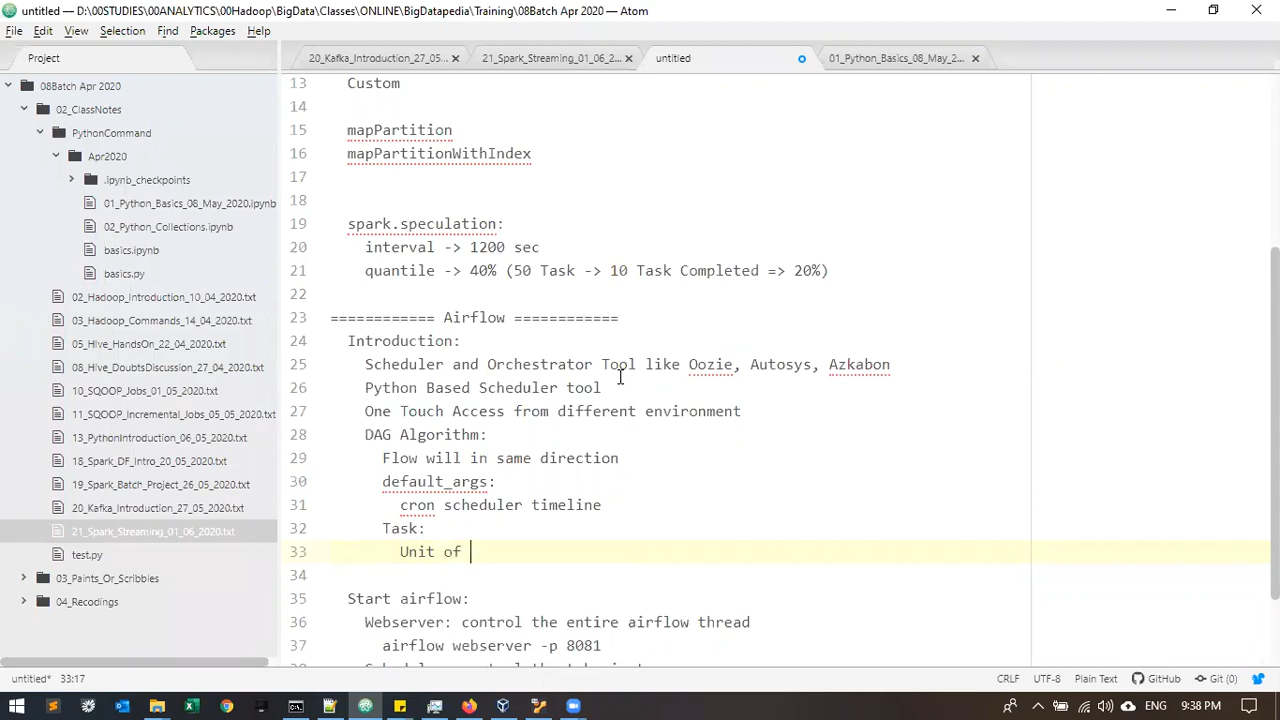 untitled — D:\00STUDIES\00ANALYTICS\00Hadoop\BigData\Classes\ONLINE\BigDatapedia\Training\08Batch Apr 2020 — Atom
File Edit View Selection Find Packages Help
Project
20_Kafka_Introduction_27_05...
21_Spark_Streaming_01_06_2...
untitled
01_Python_Basics_08_May_2...
08Batch Apr 2020
02_ClassNotes
PythonCommand
Apr2020
.ipynb_checkpoints
01_Python_Basics_08_May_2020.ipynb
02_Python_Collections.ipynb
basics.ipynb
basics.py
02_Hadoop_Introduction_10_04_2020.txt
03_Hadoop_Commands_14_04_2020.txt
05_Hive_HandsOn_22_04_2020.txt
08_Hive_DoubtsDiscussion_27_04_2020.txt
10_SQOOP_Jobs_01_05_2020.txt
11_SQOOP_Incremental_Jobs_05_05_2020.txt
13_PythonIntroduction_06_05_2020.txt
18_Spark_DF_Intro_20_05_2020.txt
19_Spark_Batch_Project_26_05_2020.txt
20_Kafka_Introduction_27_05_2020.txt
21_Spark_Streaming_01_06_2020.txt
test.py
03_Paints_Or_Scribbles
04_Recodings
13 Custom
14
15 mapPartition
16 mapPartitionWithIndex
17
18
19 spark.speculation:
20 interval -> 1200 sec
21 quantile -> 40% (50 Task -> 10 Task Completed => 20%)
22
23 ============ Airflow ============
24 Introduction:
25 Scheduler and Orchestrator Tool like Oozie, Autosys, Azkabon
26 Python Based Scheduler tool
27 One Touch Access from different environment
28 DAG Algorithm:
29 Flow will in same direction
30 default_args:
31 cron scheduler timeline
32 Task:
33 Unit of
34
35 Start airflow:
36 Webserver: control the entire airflow thread
37 airflow webserver -p 8081
untitled* 33:17
CRLF UTF-8 Plain Text GitHub Git (0)
ENG 9:38 PM